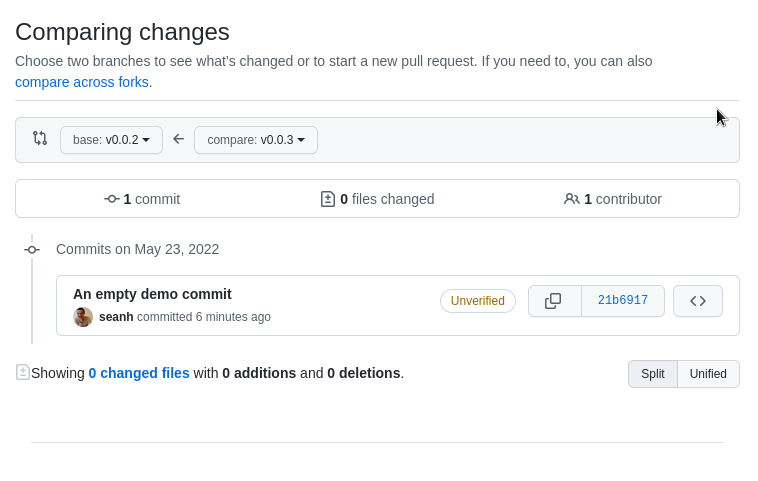 Comparing changes
Choose two branches to see what's changed or to start a new pull request. If you need to, you can also
compare across forks.
base: v0.0.2 compare: v0.0.3
1 commit 0 files changed 1 contributor
Commits on May 23, 2022
An empty demo commit
seanh committed 6 minutes ago
Unverified 21b6917
Showing 0 changed files with 0 additions and 0 deletions. Split Unified